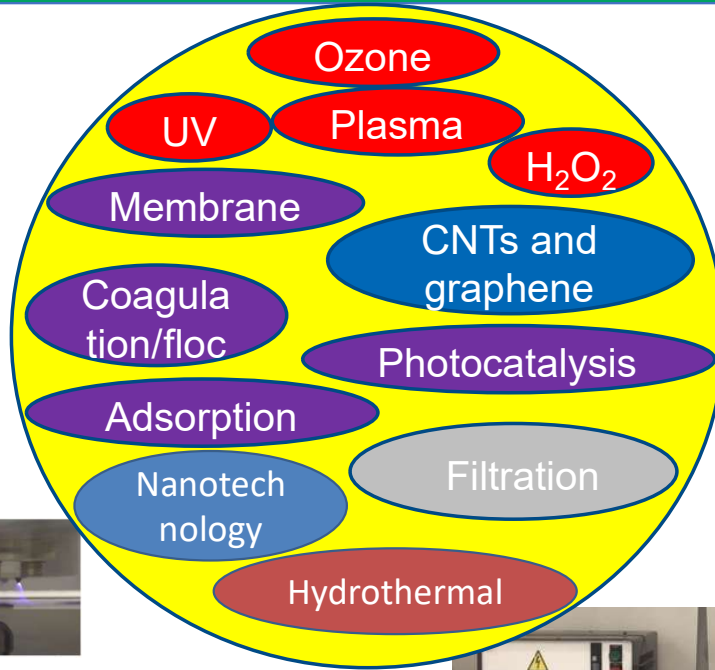 Ozone
UV
Plasma
H₂O₂
Membrane
CNTs and
graphene
Coagula
tion/floc
Photocatalysis
Adsorption
Filtration
Nanotech
nology
Hydrothermal